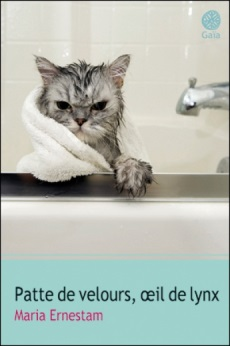 Gaïa
Patte de velours, œil de lynx
Maria Ernestam